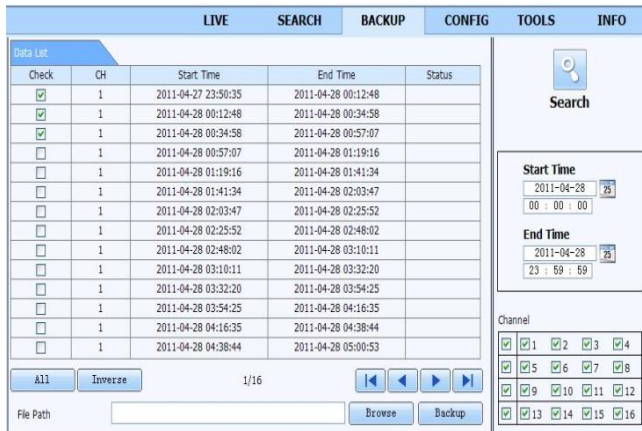 LIVE SEARCH BACKUP CONFIG TOOLS INFO
Data List
Check CH Start Time End Time Status
1 2011-04-27 23:50:35 2011-04-28 00:12:48
1 2011-04-28 00:12:48 2011-04-28 00:34:58
1 2011-04-28 00:34:58 2011-04-28 00:57:07
1 2011-04-28 00:57:07 2011-04-28 01:19:16
1 2011-04-28 01:19:16 2011-04-28 01:41:34
1 2011-04-28 01:41:34 2011-04-28 02:03:47
1 2011-04-28 02:03:47 2011-04-28 02:25:52
1 2011-04-28 02:25:52 2011-04-28 02:48:02
1 2011-04-28 02:48:02 2011-04-28 03:10:11
1 2011-04-28 03:10:11 2011-04-28 03:32:20
1 2011-04-28 03:32:20 2011-04-28 03:54:25
1 2011-04-28 03:54:25 2011-04-28 04:16:35
1 2011-04-28 04:16:35 2011-04-28 04:38:44
1 2011-04-28 04:38:44 2011-04-28 05:00:53
All Inverse 1/16
File Path Browse Backup
Search
Start Time
2011-04-28 25
00 : 00 : 00
End Time
2011-04-28 25
23 : 59 : 59
Channel
1 2 3 4
5 6 7 8
9 10 11 12
13 14 15 16